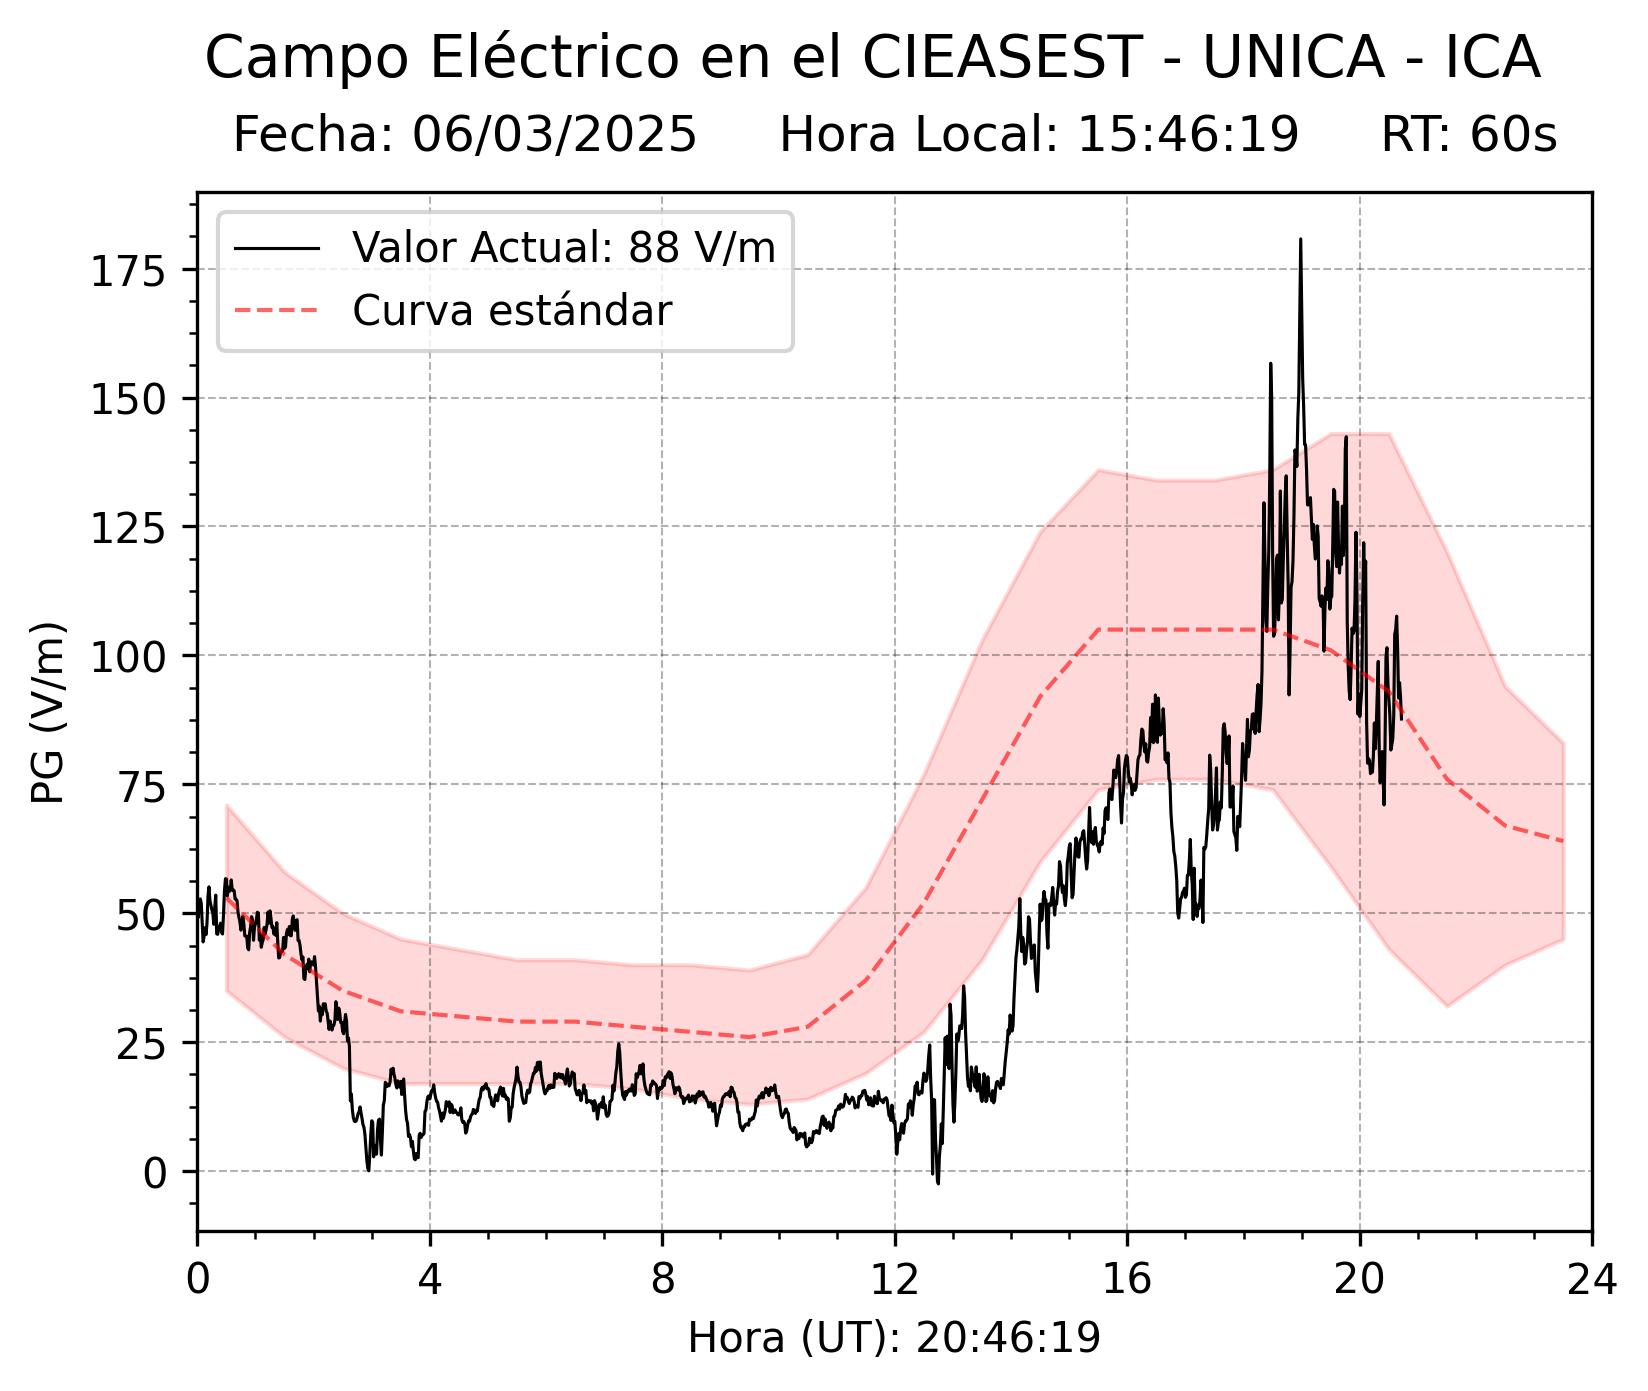 Campo Eléctrico en el CIEASEST - UNICA - ICA
Fecha: 06/03/2025 Hora Local: 15:46:19 RT: 60s
Valor Actual: 88 V/m
Curva estándar
175
150
125
100
75
50
25
0
PG (V/m)
0 4 8 12 16 20 24
Hora (UT): 20:46:19